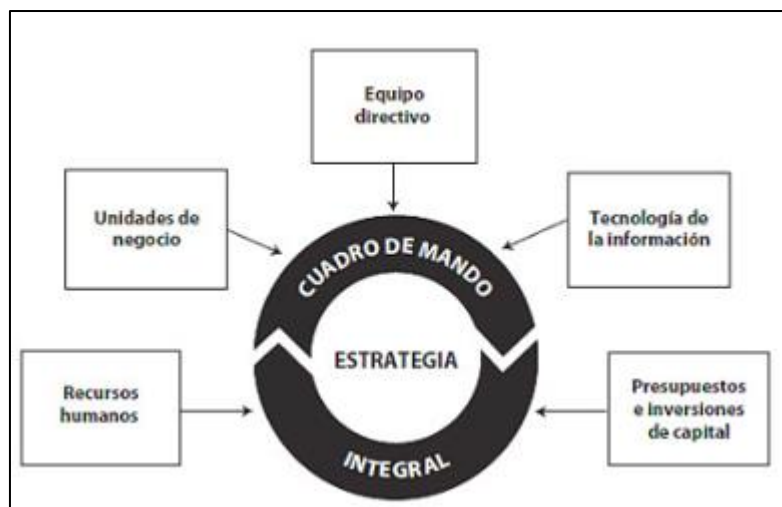 Equipo
directivo
Unidades de
negocio
Tecnología de
la información
CUADRO DE MANDO
ESTRATEGIA
INTEGRAL
Recursos
humanos
Presupuestos
e inversiones
de capital